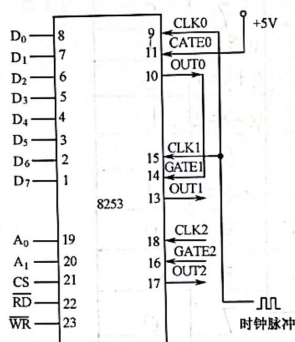 D₀ 8 9 CLK0 +5V
D₁ 7 11 CATE0
D₂ 6 10 OUT0
D₃ 5
D₄ 4
D₅ 3 15 CLK1
D₆ 2 14 GATE1
D₇ 1 13 OUT1
8253
A₀ 19 18 CLK2
A₁ 20 16 GATE2
CS 21 17 OUT2
RD 22
WR 23
时钟脉冲